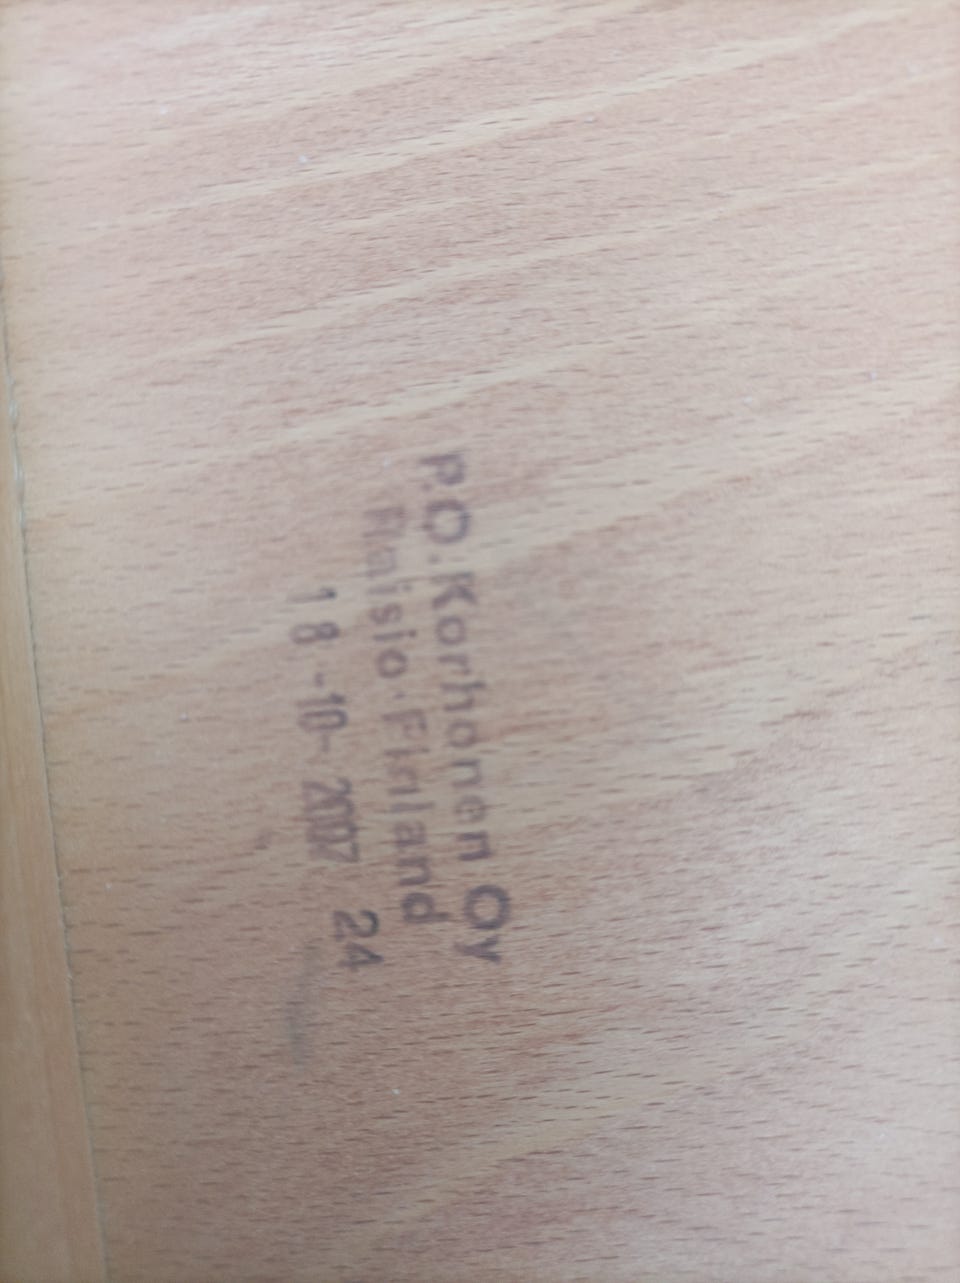 P.O. Korhonen Oy
Raisio · Finland
18 -10- 2007 24